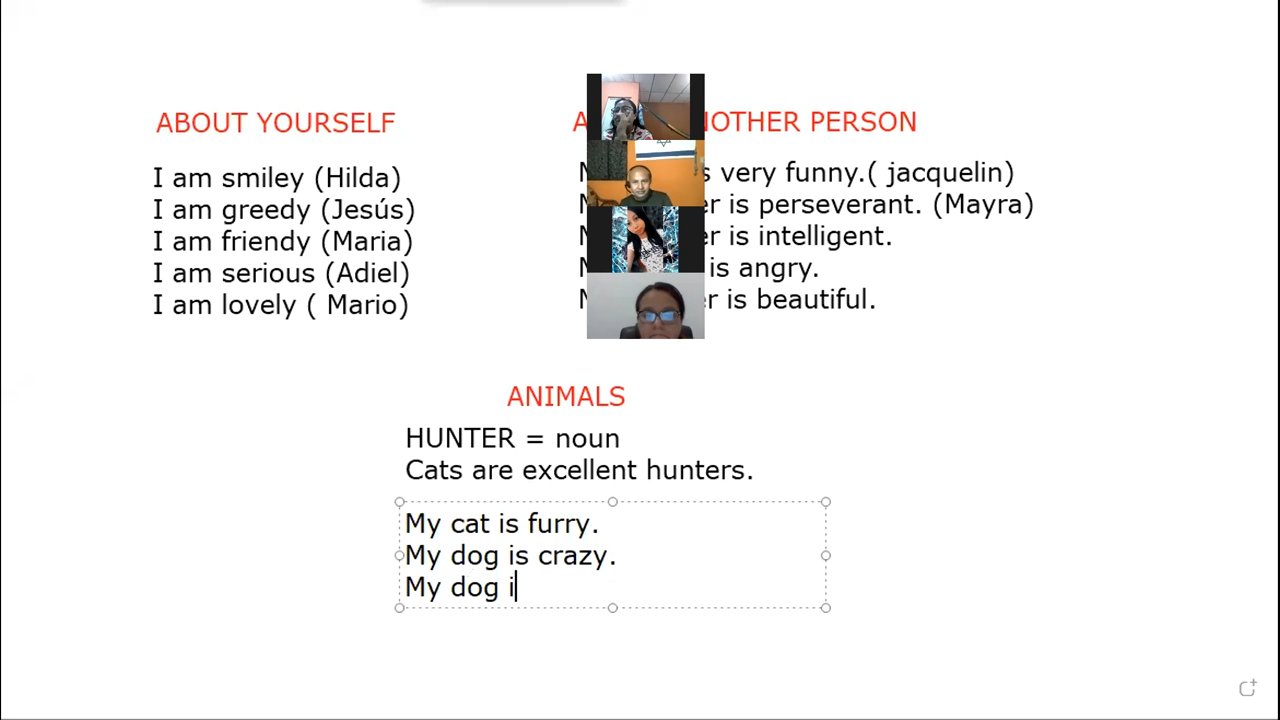 ABOUT YOURSELF
I am smiley (Hilda)
I am greedy (Jesús)
I am friendy (Maria)
I am serious (Adiel)
I am lovely ( Mario)
PERSON
very funny.( jacquelin)
is perseverant. (Mayra)
is intelligent.
is angry.
is beautiful.
ANIMALS
HUNTER = noun
Cats are excellent hunters.
My cat is furry.
My dog is crazy.
My dog i